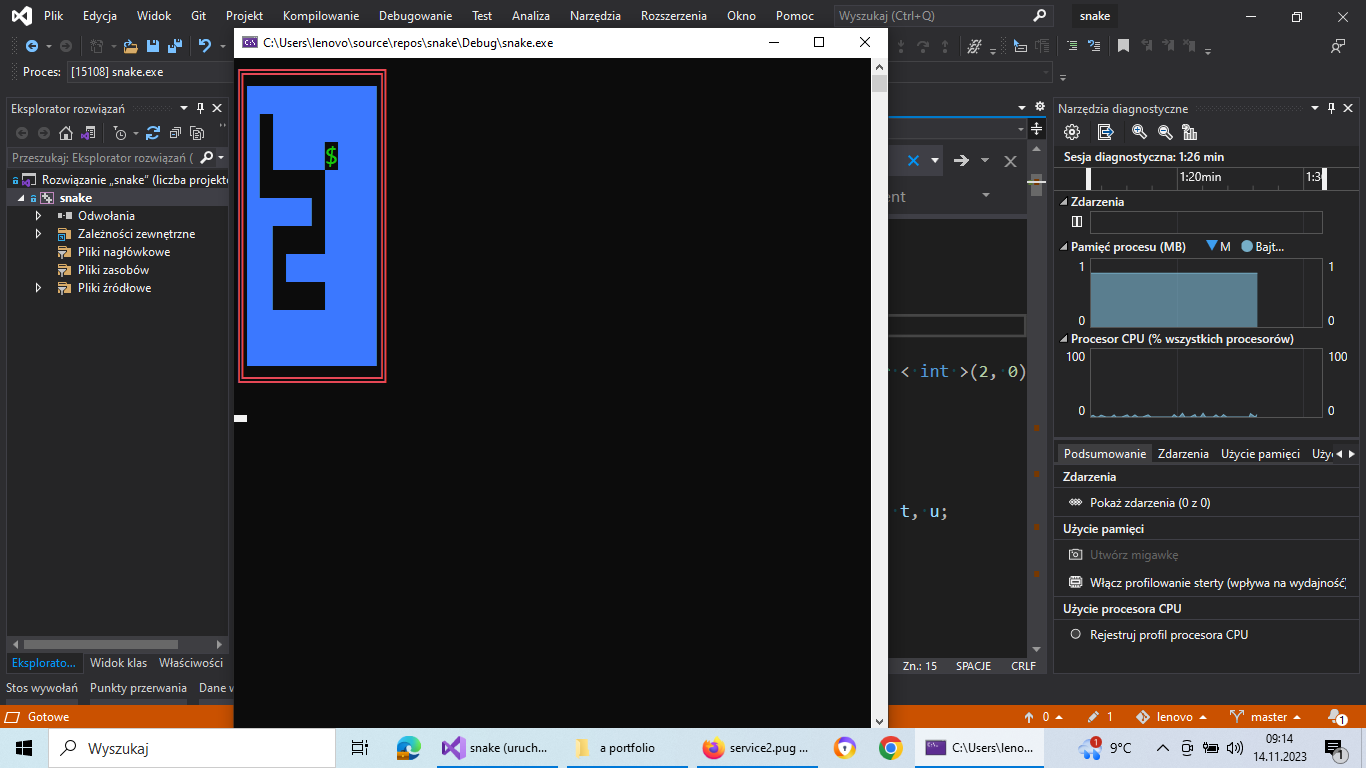 Plik Edycja Widok Git Projekt Kompilowanie Debugowanie Test Analiza Narzędzia Rozszerzenia Okno Pomoc Wyszukaj (Ctrl+Q) snake
C:\Users\lenovo\source\repos\snake\Debug\snake.exe
Proces: [15108] snake.exe
Eksplorator rozwiązań
Przeszukaj: Eksplorator rozwiązań (
Rozwiązanie „snake” (liczba projekt
snake
Odwołania
Zależności zewnętrzne
Pliki nagłówkowe
Pliki zasobów
Pliki źródłowe
Eksplorato... Widok klas Właściwości
Stos wywołań Punkty przerwania Dane w
$
ent
< int >(2, 0)
t, u;
Zn.: 15 SPACJE CRLF
Narzędzia diagnostyczne
Sesja diagnostyczna: 1:26 min
1:20min
Zdarzenia
Pamięć procesu (MB) M Bajt...
1 1
0 0
Procesor CPU (% wszystkich procesorów)
100 100
0 0
Podsumowanie Zdarzenia Użycie pamięci
Zdarzenia
Pokaż zdarzenia (0 z 0)
Użycie pamięci
Utwórz migawkę
Włącz profilowanie sterty (wpływa na wydajność)
Użycie procesora CPU
Rejestruj profil procesora CPU
Gotowe 0 1 lenovo master 1
Wyszukaj snake (uruch... a portfolio service2.pug ... C:\Users\leno... 1 9°C 09:14
14.11.2023 1